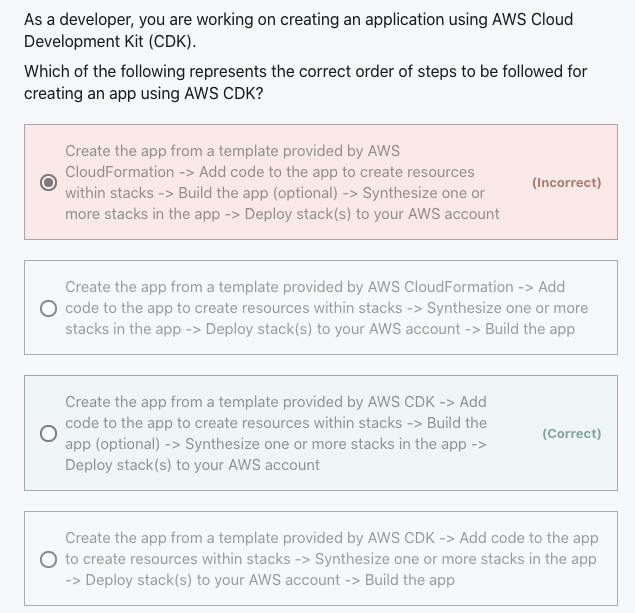 As a developer, you are working on creating an application using AWS Cloud
Development Kit (CDK).
Which of the following represents the correct order of steps to be followed for
creating an app using AWS CDK?
Create the app from a template provided by AWS
CloudFormation -> Add code to the app to create resources
within stacks -> Build the app (optional) -> Synthesize one or
more stacks in the app -> Deploy stack(s) to your AWS account
(Incorrect)
Create the app from a template provided by AWS CloudFormation -> Add
code to the app to create resources within stacks -> Synthesize one or more
stacks in the app -> Deploy stack(s) to your AWS account -> Build the app
Create the app from a template provided by AWS CDK -> Add
code to the app to create resources within stacks -> Build the
app (optional) -> Synthesize one or more stacks in the app ->
Deploy stack(s) to your AWS account
(Correct)
Create the app from a template provided by AWS CDK -> Add code to the app
to create resources within stacks -> Synthesize one or more stacks in the app
-> Deploy stack(s) to your AWS account -> Build the app